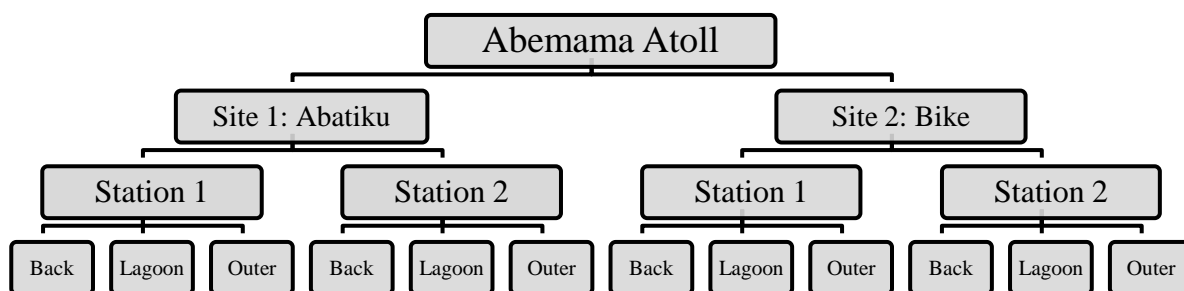 Abemama Atoll
Site 1: Abatiku
Site 2: Bike
Station 1
Station 2
Station 1
Station 2
Back
Lagoon
Outer
Back
Lagoon
Outer
Back
Lagoon
Outer
Back
Lagoon
Outer